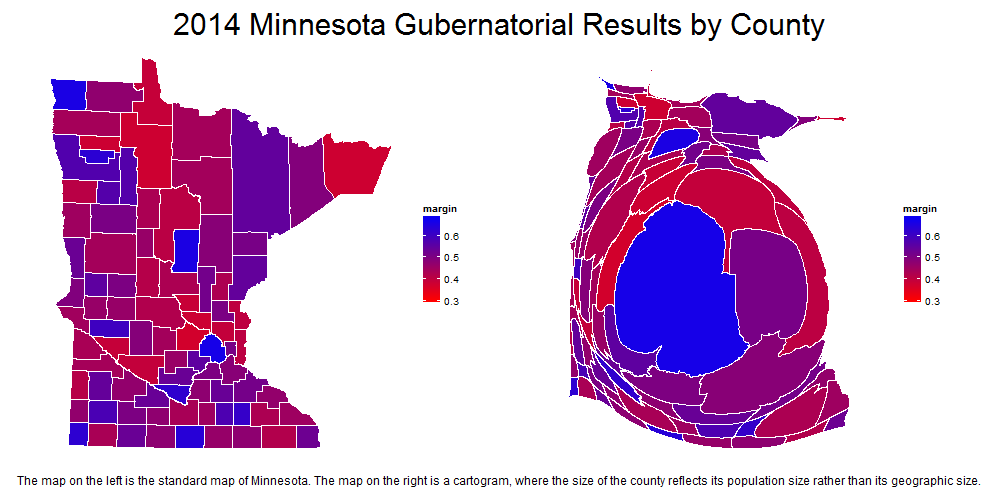 2014 Minnesota Gubernatorial Results by County
margin
0.6
0.5
0.4
0.3
margin
0.6
0.5
0.4
0.3
The map on the left is the standard map of Minnesota. The map on the right is a cartogram, where the size of the county reflects its population size rather than its geographic size.